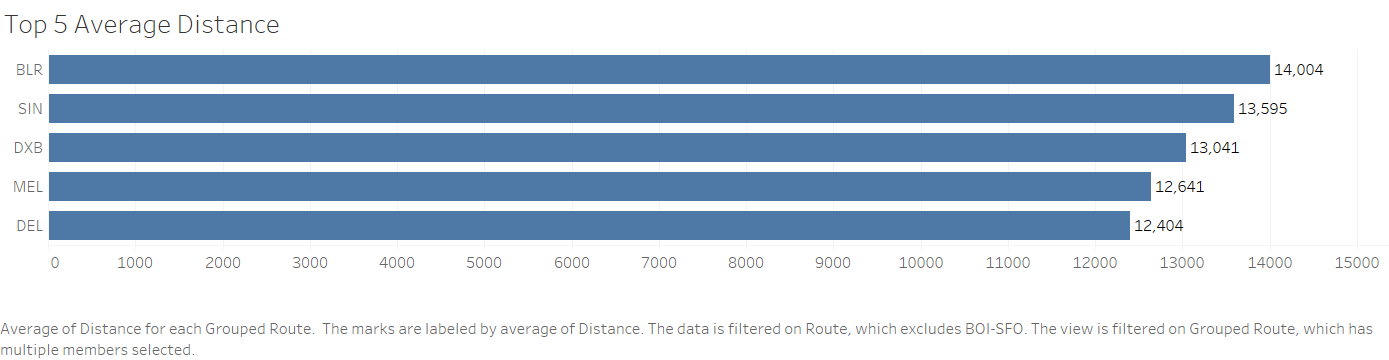 Top 5 Average Distance
BLR 14,004
SIN 13,595
DXB 13,041
MEL 12,641
DEL 12,404
0 1000 2000 3000 4000 5000 6000 7000 8000 9000 10000 11000 12000 13000 14000 15000
Average of Distance for each Grouped Route.  The marks are labeled by average of Distance. The data is filtered on Route, which excludes BOI-SFO. The view is filtered on Grouped Route, which has
multiple members selected.